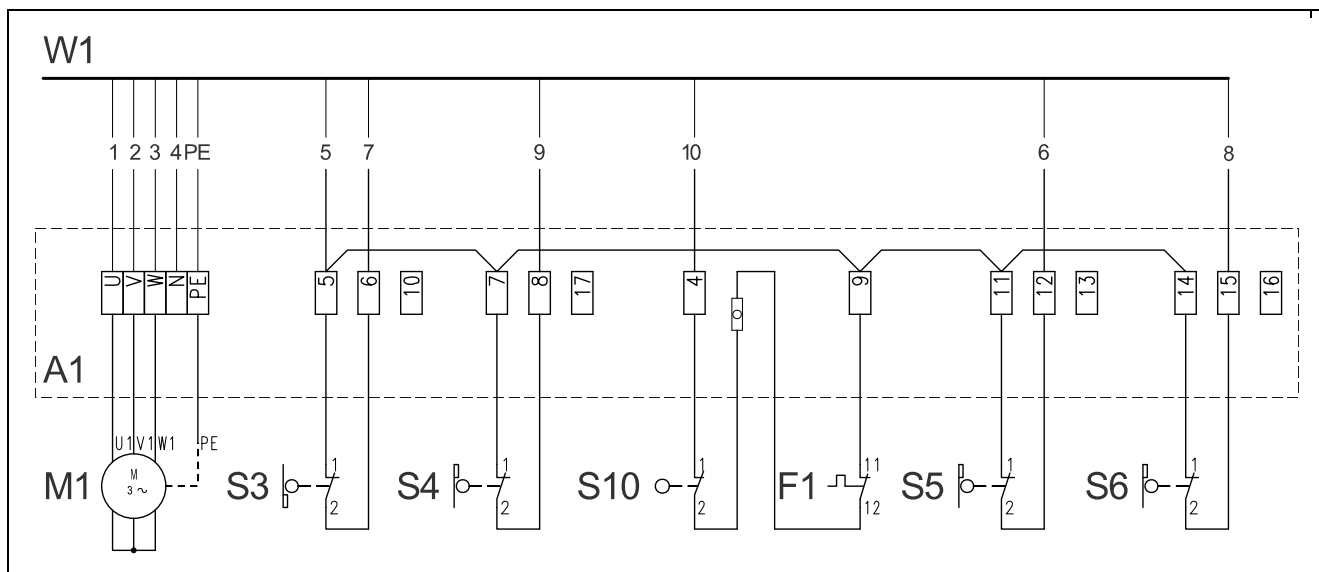 W1
1 2 3 4 PE 5 7 9 10 6 8
U V W N PE 5 6 10 7 8 17 4 9 11 12 13 14 15 16
A1
U1 V1 W1 PE
1 1 1 11 1 1
M1 M 3 ~ S3 S4 S10 F1 S5 S6
2 2 2 12 2 2